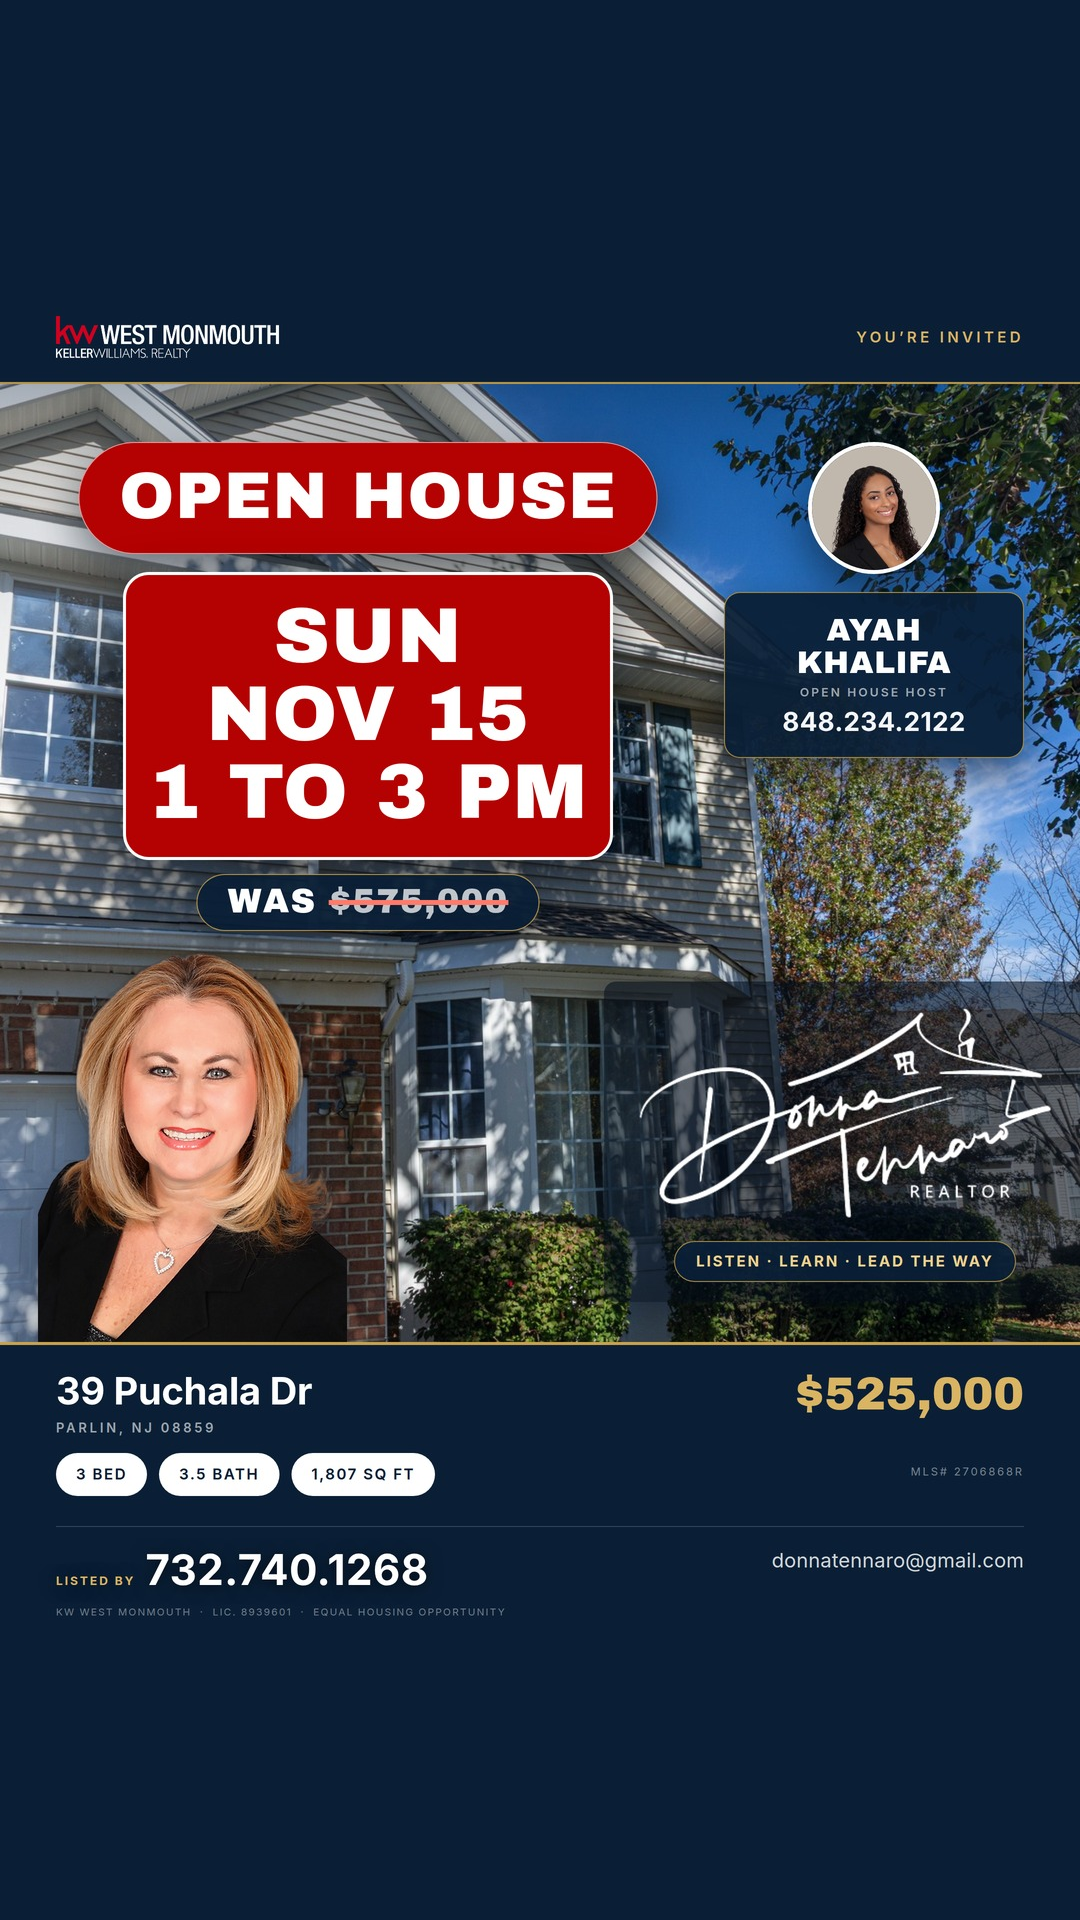 kw WEST MONMOUTH
KELLERWILLIAMS. REALTY
YOU'RE INVITED
OPEN HOUSE
SUN
NOV 15
1 TO 3 PM
WAS $575,000
AYAH
KHALIFA
OPEN HOUSE HOST
848.234.2122
Donna
Tennaro
REALTOR
LISTEN · LEARN · LEAD THE WAY
39 Puchala Dr
PARLIN, NJ 08859
3 BED
3.5 BATH
1,807 SQ FT
$525,000
MLS# 2706868R
LISTED BY 732.740.1268
donnatennaro@gmail.com
KW WEST MONMOUTH · LIC. 8939601 · EQUAL HOUSING OPPORTUNITY